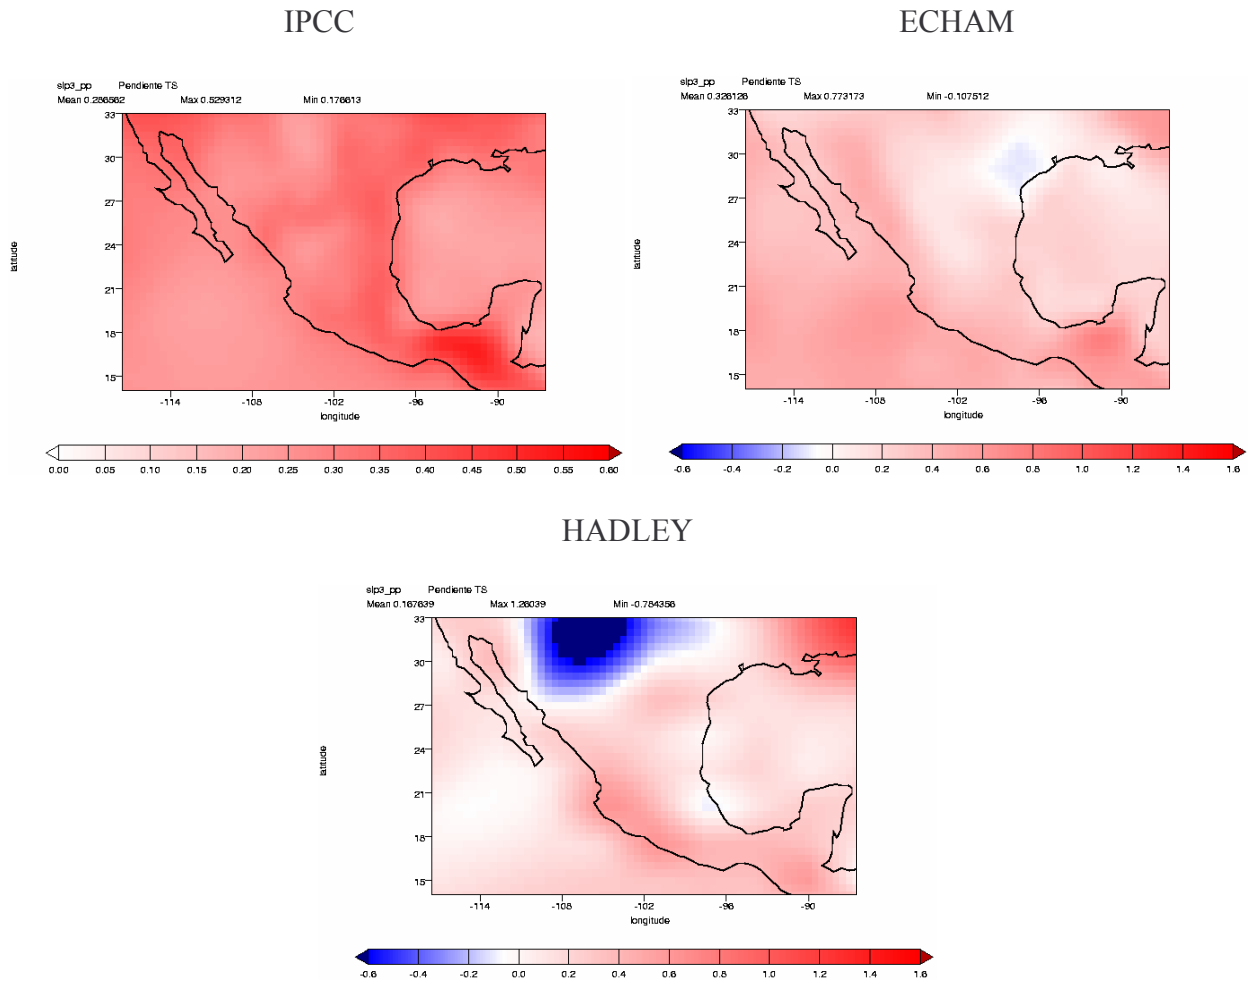 IPCC
ECHAM
slp3_pp Pendiente TS
Mean 0.286562 Max 0.529312 Min 0.176613
slp3_pp Pendiente TS
Mean 0.326126 Max 0.773173 Min -0.107512
33
30
27
24
21
18
15
latitude
-114 -108 -102 -96 -90
longitude
0.00 0.05 0.10 0.15 0.20 0.25 0.30 0.35 0.40 0.45 0.50 0.55 0.60
33
30
27
24
21
18
15
latitude
-114 -108 -102 -96 -90
longitude
-0.6 -0.4 -0.2 0.0 0.2 0.4 0.6 0.8 1.0 1.2 1.4 1.6
HADLEY
slp3_pp Pendiente TS
Mean 0.167639 Max 1.26039 Min -0.784356
33
30
27
24
21
18
15
latitude
-114 -108 -102 -96 -90
longitude
-0.6 -0.4 -0.2 0.0 0.2 0.4 0.6 0.8 1.0 1.2 1.4 1.6